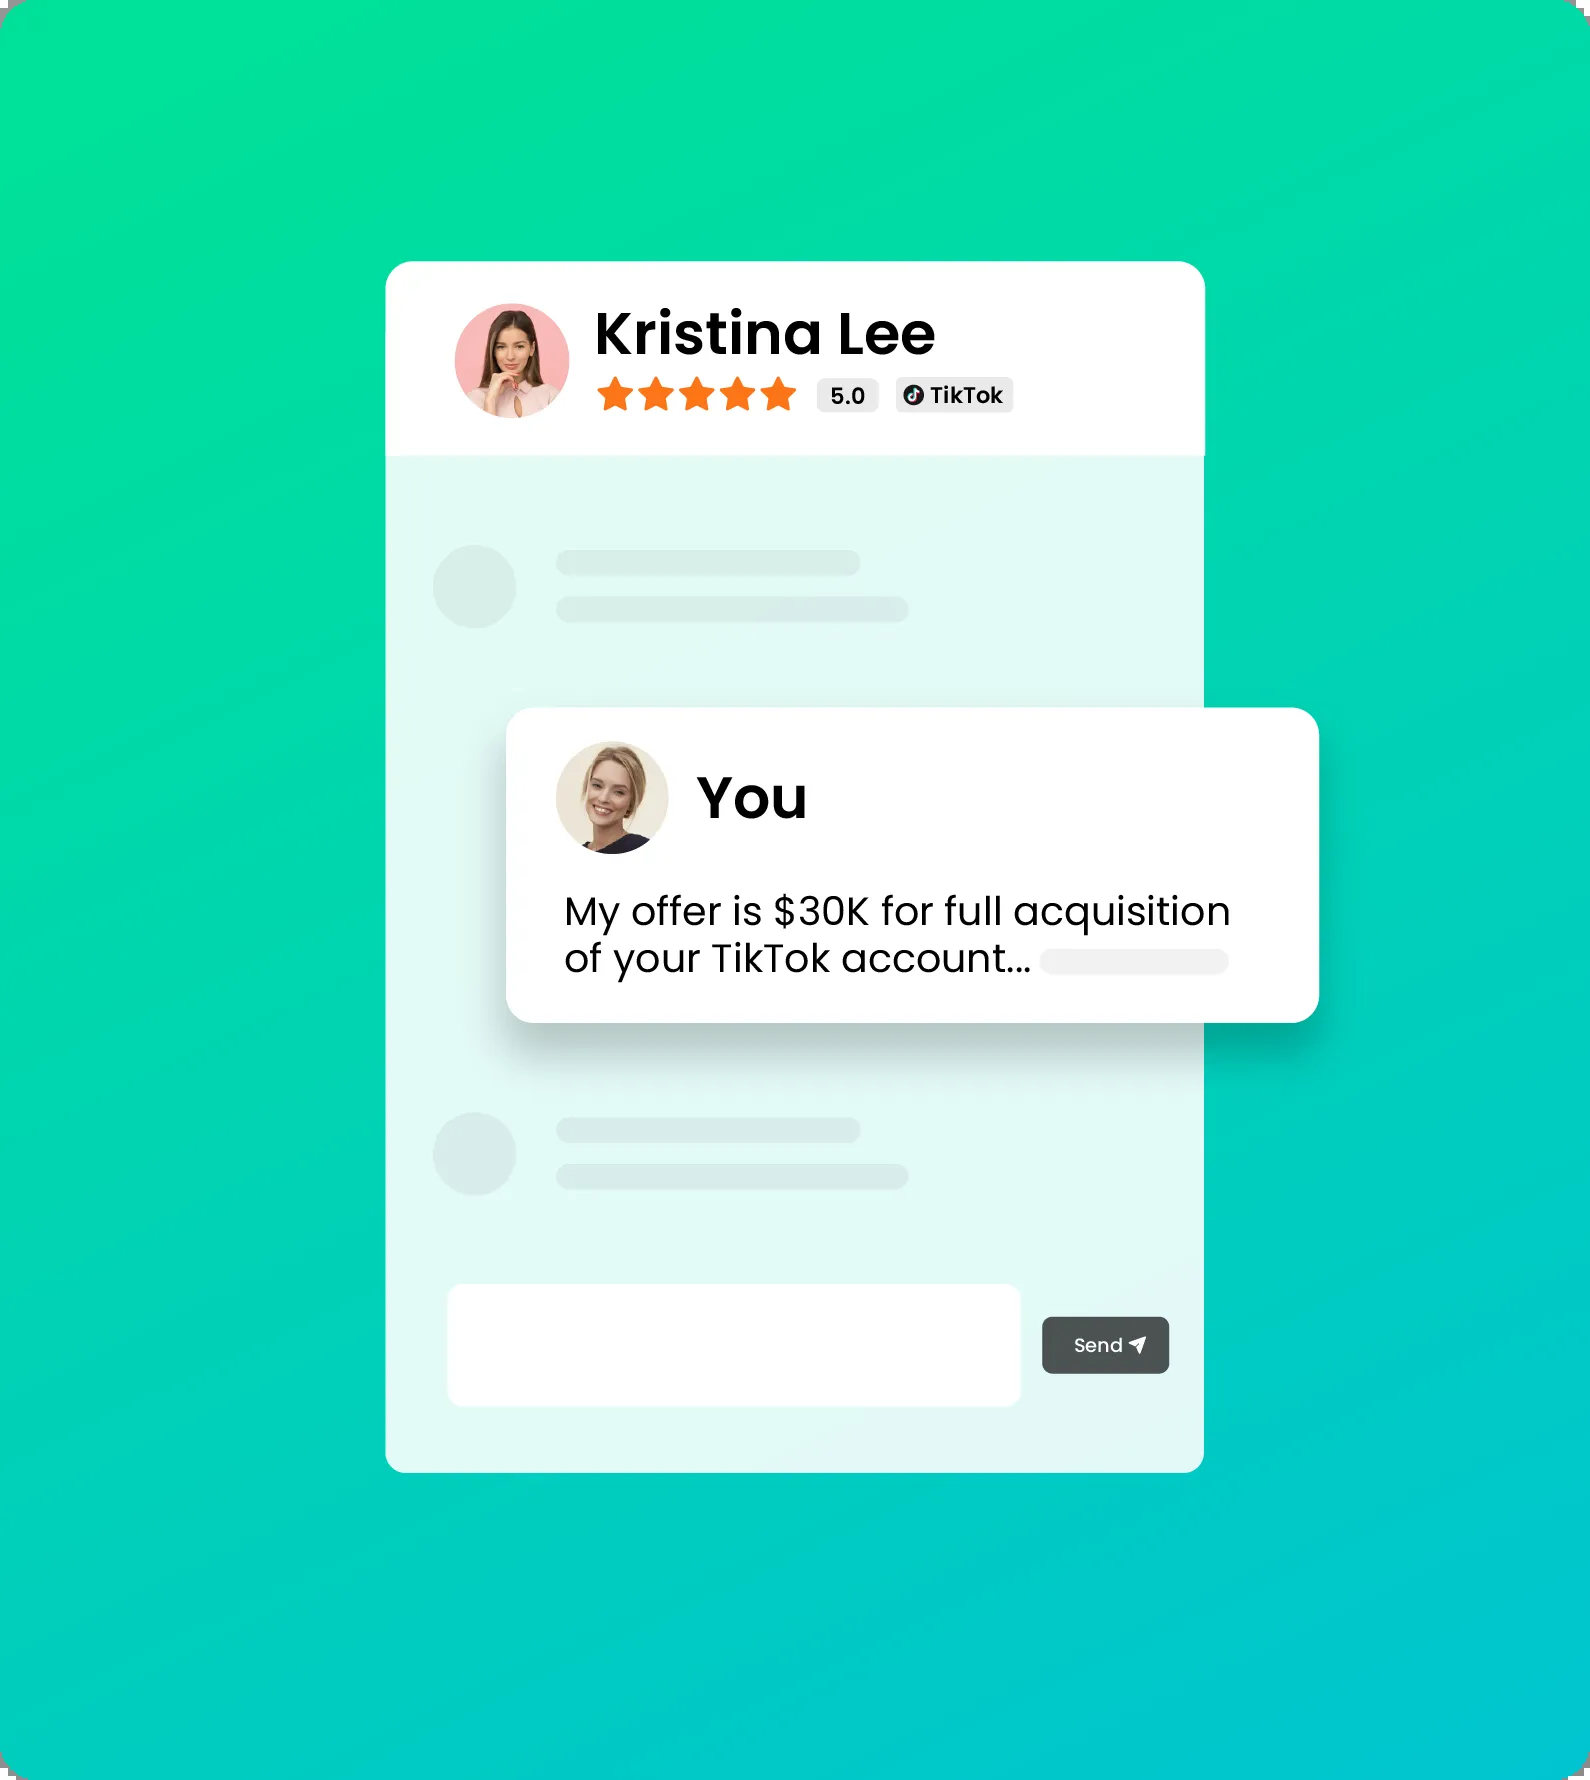 Kristina Lee
5.0 TikTok
You
My offer is $30K for full acquisition
of your TikTok account...
Send